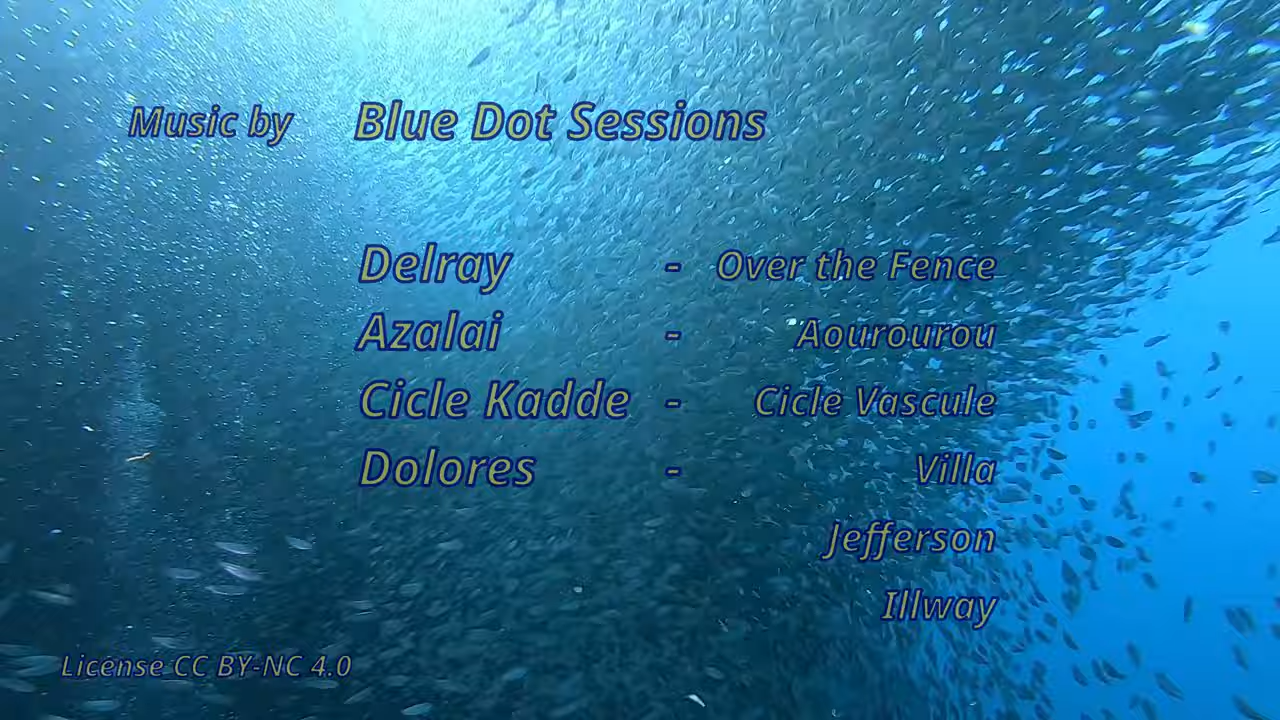 Music by Blue Dot Sessions
Delray - Over the Fence
Azalai - Aourourou
Cicle Kadde - Cicle Vascule
Dolores - Villa
Jefferson
Illway
License CC BY-NC 4.0